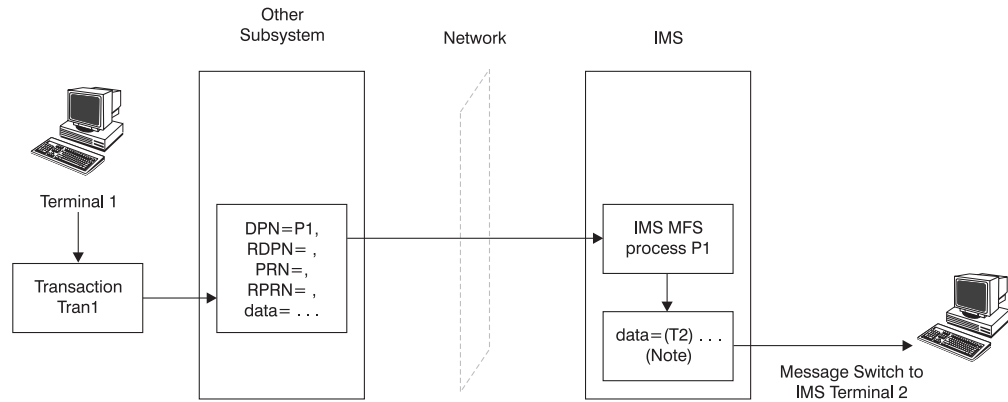 Other
Subsystem
Network
IMS
Terminal 1
Transaction
Tran1
DPN=P1,
RDPN= ,
PRN=,
RPRN= ,
data= . . .
IMS MFS
process P1
data=(T2) . . .
(Note)
Message Switch to
IMS Terminal 2